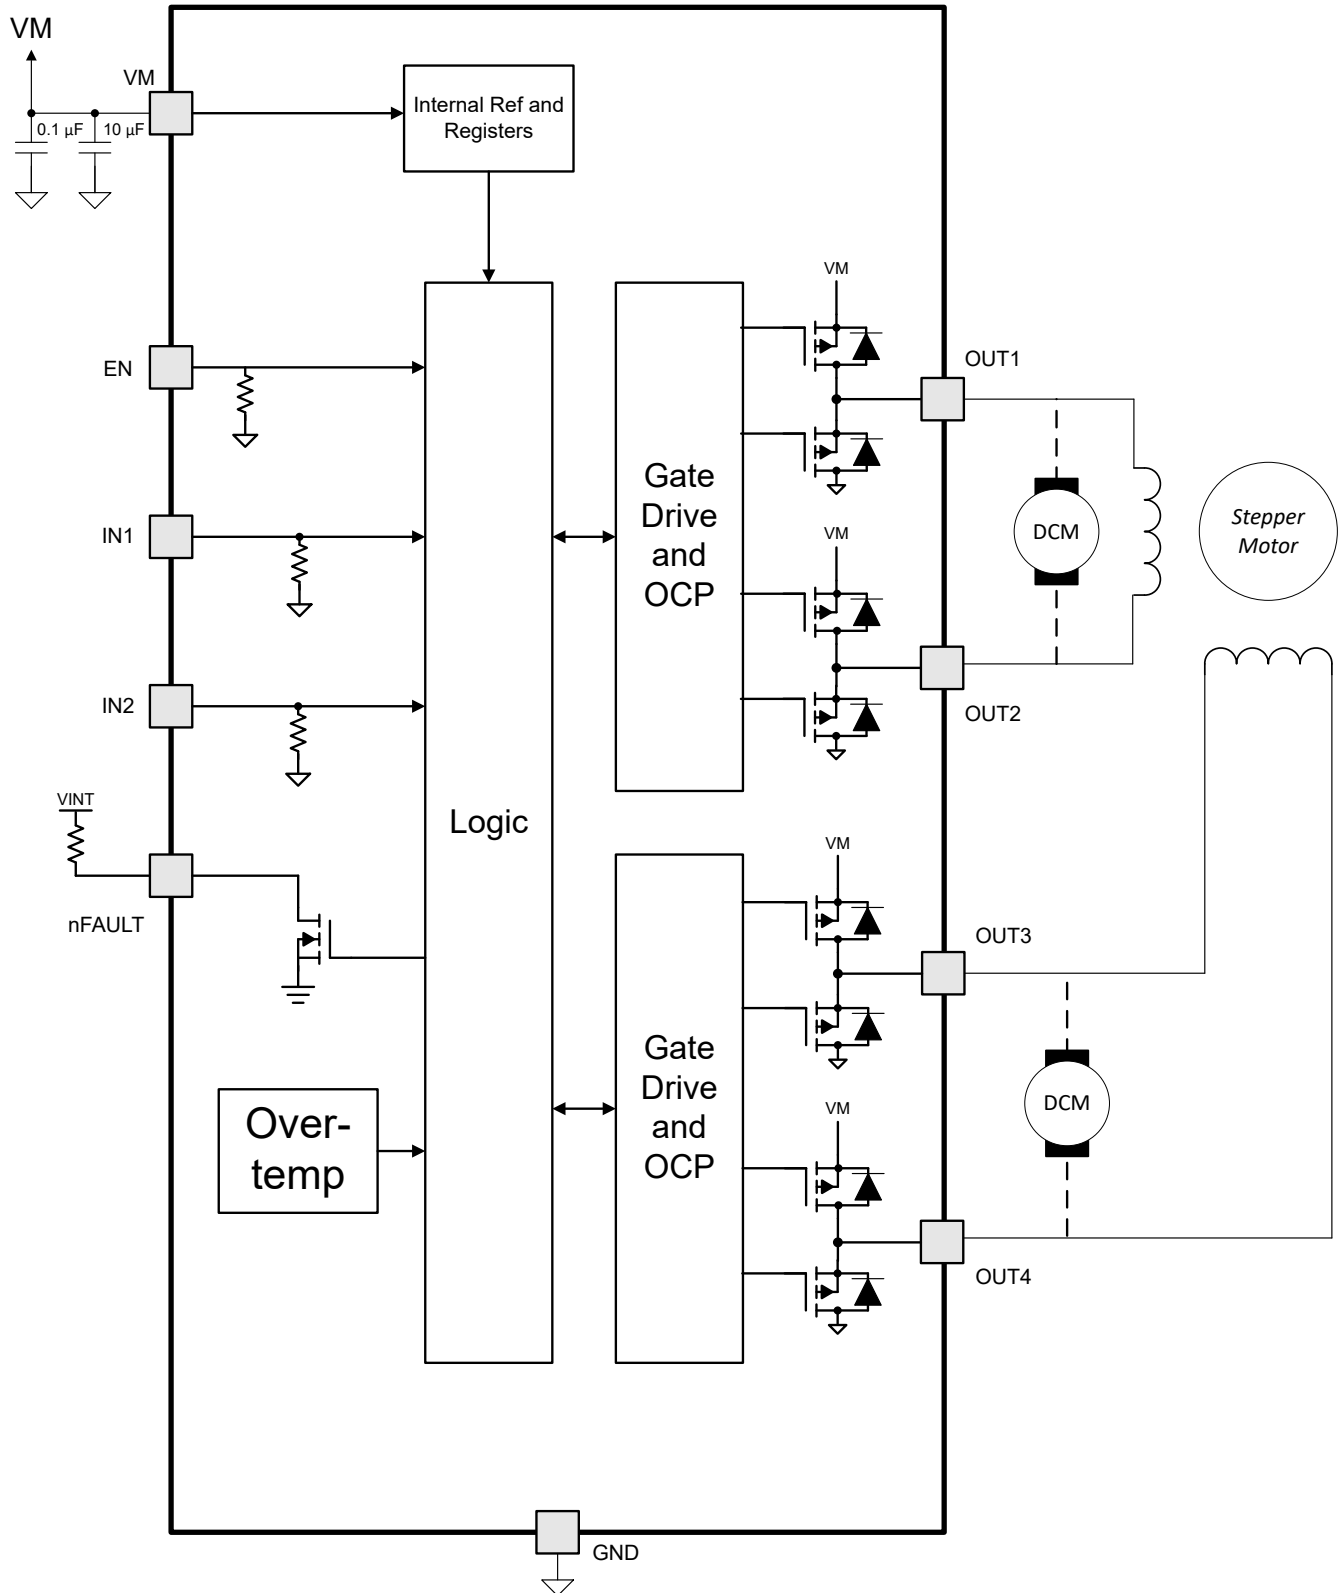 VM
VM
0.1 µF
10 µF
Internal Ref and
Registers
EN
IN1
IN2
VINT
nFAULT
Logic
Over-
temp
Gate
Drive
and
OCP
VM
VM
OUT1
OUT2
DCM
Stepper
Motor
Gate
Drive
and
OCP
VM
VM
OUT3
OUT4
DCM
GND